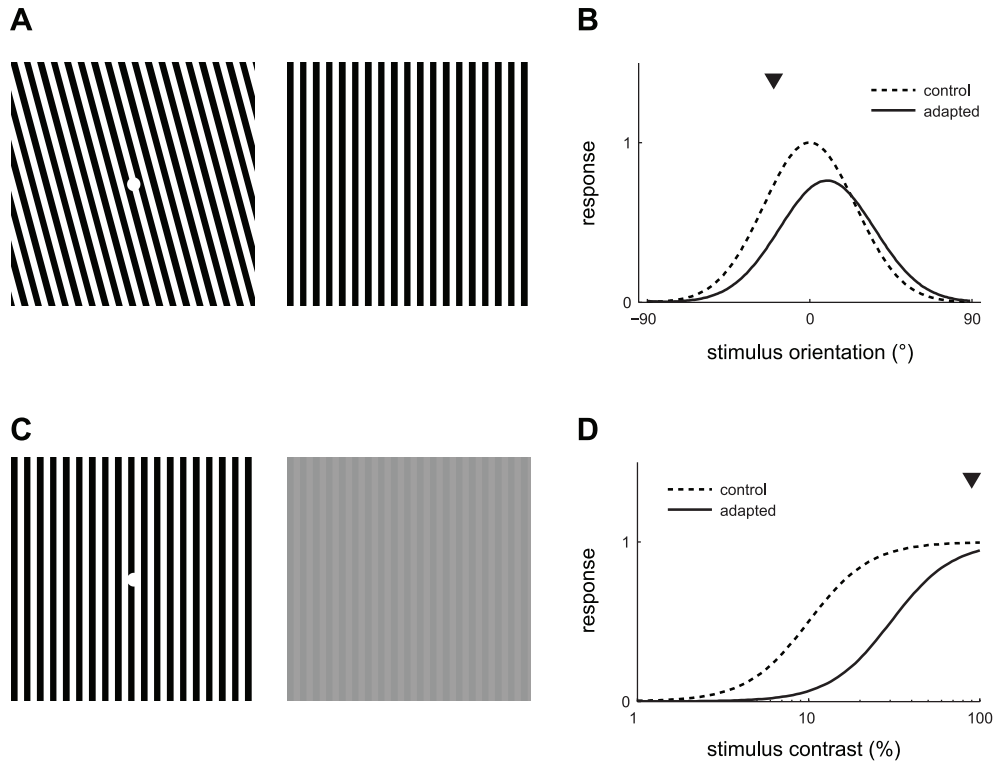 A
B
control
adapted
1
response
0
−90
0
90
stimulus orientation (°)
C
D
control
adapted
1
response
0
1
10
100
stimulus contrast (%)